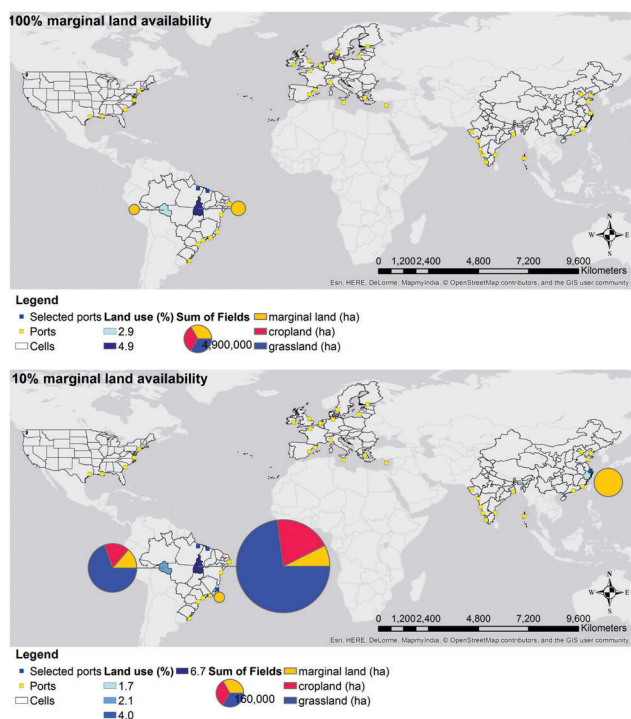 100% marginal land availability
N
W E
S
0 1,200 2,400 4,800 7,200 9,600
Kilometers
Esri, HERE, DeLorme, MapmyIndia, © OpenStreetMap contributors, and the GIS user community.
Legend
Selected ports Land use (%) Sum of Fields marginal land (ha)
Ports 2.9 cropland (ha)
Cells 4.9 4,900,000 grassland (ha)
10% marginal land availability
N
W E
S
0 1,200 2,400 4,800 7,200 9,600
Kilometers
Esri, HERE, DeLorme, MapmyIndia, © OpenStreetMap contributors, and the GIS user community.
Legend
Selected ports Land use (%) 6.7 Sum of Fields marginal land (ha)
Ports 1.7 cropland (ha)
Cells 2.1 160,000 grassland (ha)
4.0